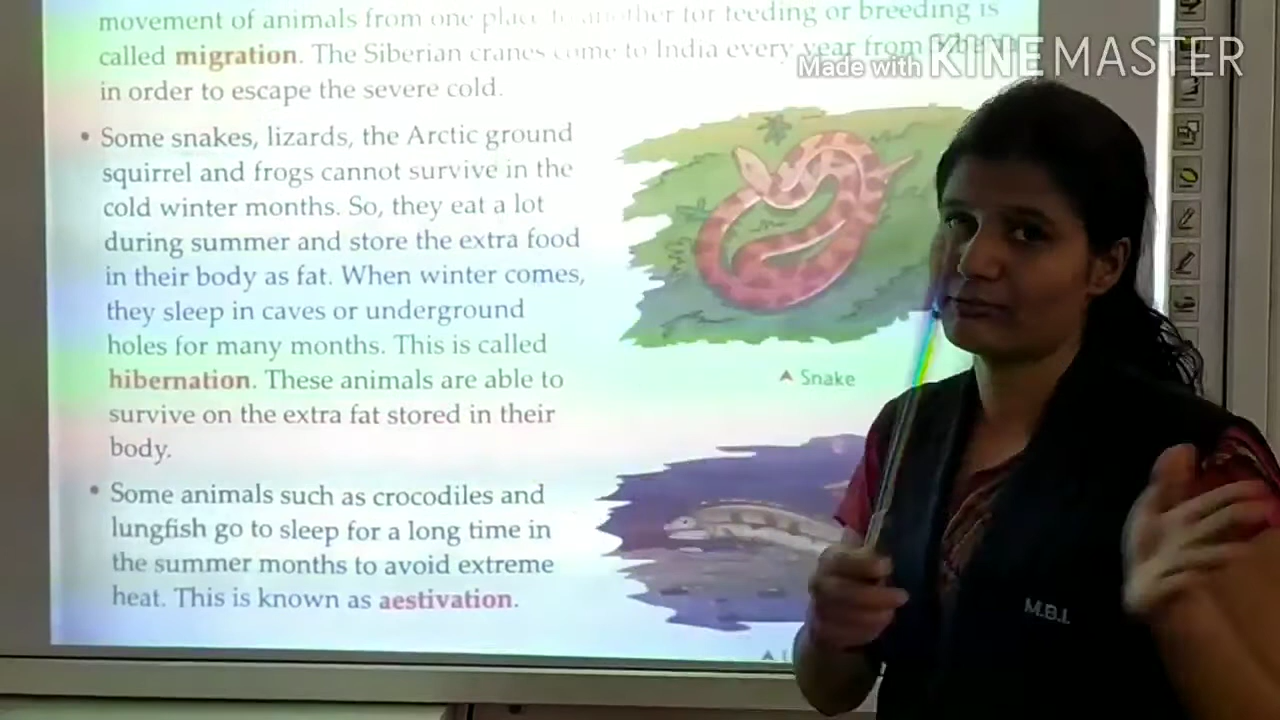 movement of animals from one place to another for feeding or breeding is
called migration. The Siberian cranes come to India every year from
Made with KINEMASTER
in order to escape the severe cold.
• Some snakes, lizards, the Arctic ground
squirrel and frogs cannot survive in the
cold winter months. So, they eat a lot
during summer and store the extra food
in their body as fat. When winter comes,
they sleep in caves or underground
holes for many months. This is called
hibernation. These animals are able to
survive on the extra fat stored in their
body.
Snake
• Some animals such as crocodiles and
lungfish go to sleep for a long time in
the summer months to avoid extreme
heat. This is known as aestivation.
M.B.I.